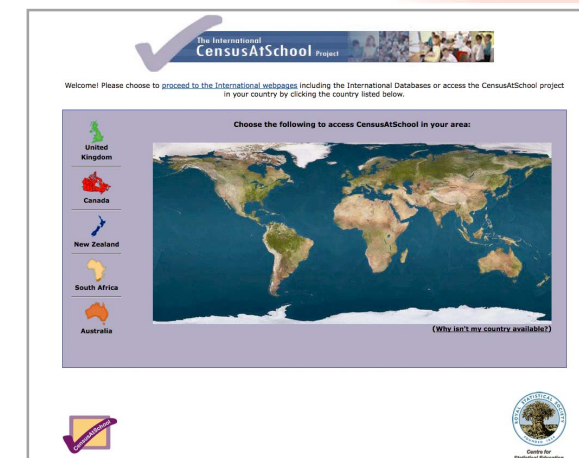 The International
CensusAtSchool Project
Welcome! Please choose to proceed to the International webpages including the International Databases or access the CensusAtSchool project
in your country by clicking the country listed below.
Choose the following to access CensusAtSchool in your area:
United
Kingdom
Canada
New Zealand
South Africa
Australia
(Why isn't my country available?)
CensusAtSchool
ROYAL STATISTICAL SOCIETY
Centre for
Statistical Education